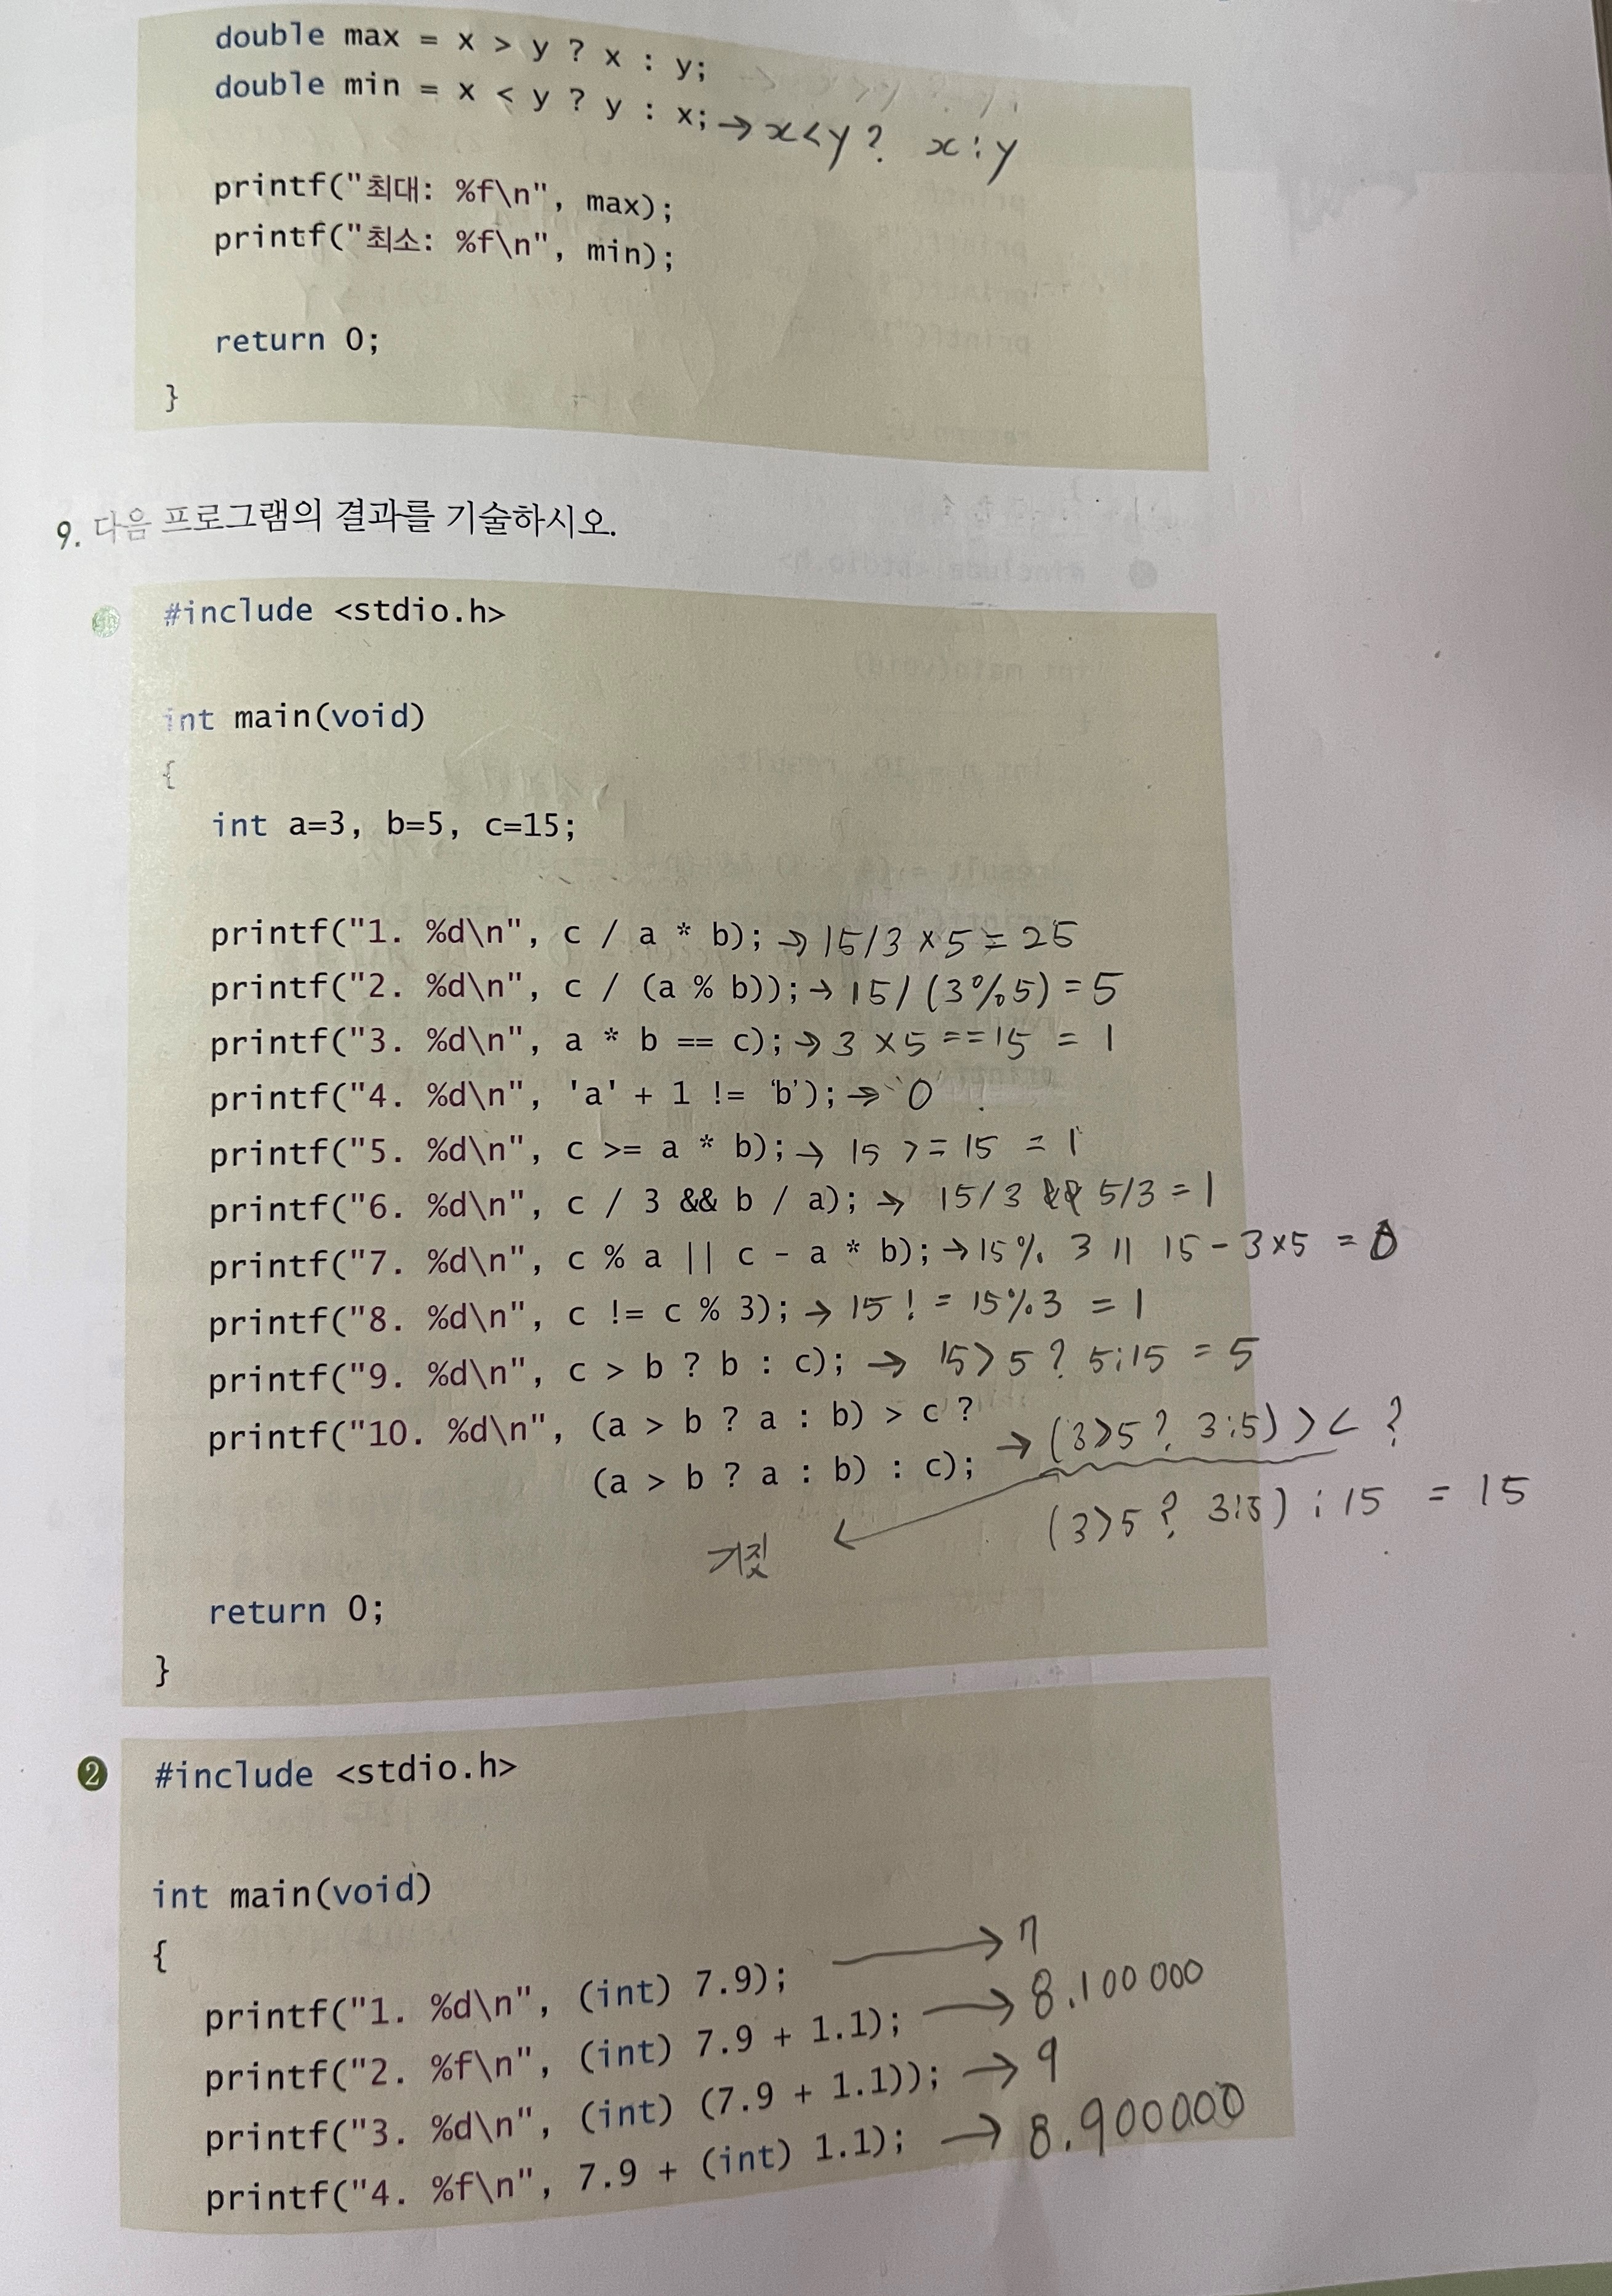 double max = x > y ? x : y;
double min = x < y ? y : x; → x<y? x:y
printf("최대: %f\n", max);
printf("최소: %f\n", min);
return 0;
}
9. 다음 프로그램의 결과를 기술하시오.
#include <stdio.h>
int main(void)
{
int a=3, b=5, c=15;
printf("1. %d\n", c / a * b); → 15/3 × 5 = 25
printf("2. %d\n", c / (a % b)); → 15/(3%5) = 5
printf("3. %d\n", a * b == c); → 3 × 5 == 15 = 1
printf("4. %d\n", 'a' + 1 != 'b'); → 0
printf("5. %d\n", c >= a * b); → 15 >= 15 = 1
printf("6. %d\n", c / 3 && b / a); → 15/3 && 5/3 = 1
printf("7. %d\n", c % a || c - a * b); → 15% 3 || 15 - 3×5 = 0
printf("8. %d\n", c != c % 3); → 15 != 15%3 = 1
printf("9. %d\n", c > b ? b : c); → 15>5? 5:15 = 5
printf("10. %d\n", (a > b ? a : b) > c ? → (3>5? 3:5) > c ?
(a > b ? a : b) : c); (3>5? 3:5) : 15 = 15
거짓
return 0;
}
2 #include <stdio.h>
int main(void)
{
printf("1. %d\n", (int) 7.9); → 7
printf("2. %f\n", (int) 7.9 + 1.1); → 8.100000
printf("3. %d\n", (int) (7.9 + 1.1)); → 9
printf("4. %f\n", 7.9 + (int) 1.1); → 8.900000